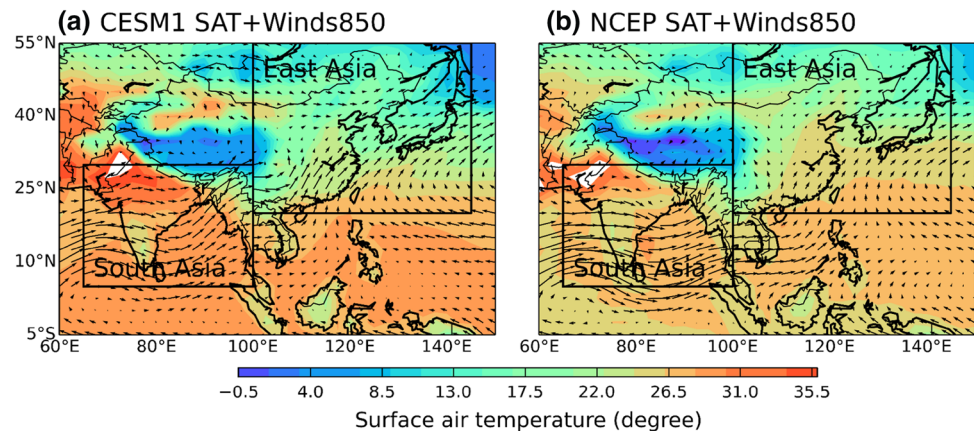 (a) CESM1 SAT+Winds850
(b) NCEP SAT+Winds850
55°N
40°N
25°N
10°N
5°S
East Asia
South Asia
East Asia
South Asia
60°E 80°E 100°E 120°E 140°E
60°E 80°E 100°E 120°E 140°E
−0.5 4.0 8.5 13.0 17.5 22.0 26.5 31.0 35.5
Surface air temperature (degree)